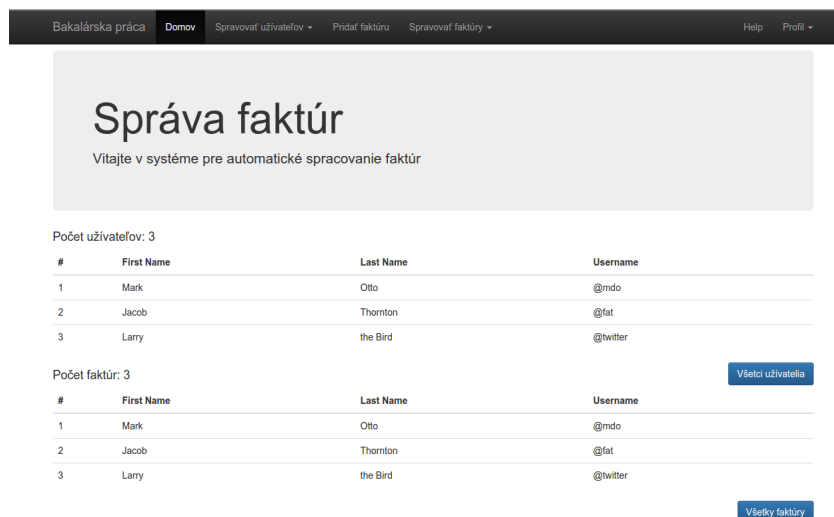 Bakalárska práca Domov Spravovať užívateľov Pridať faktúru Spravovať faktúry Help Profil
Správa faktúr
Vitajte v systéme pre automatické spracovanie faktúr
Počet užívateľov: 3
# First Name Last Name Username
1 Mark Otto @mdo
2 Jacob Thornton @fat
3 Larry the Bird @twitter
Všetci užívatelia
Počet faktúr: 3
# First Name Last Name Username
1 Mark Otto @mdo
2 Jacob Thornton @fat
3 Larry the Bird @twitter
Všetky faktúry